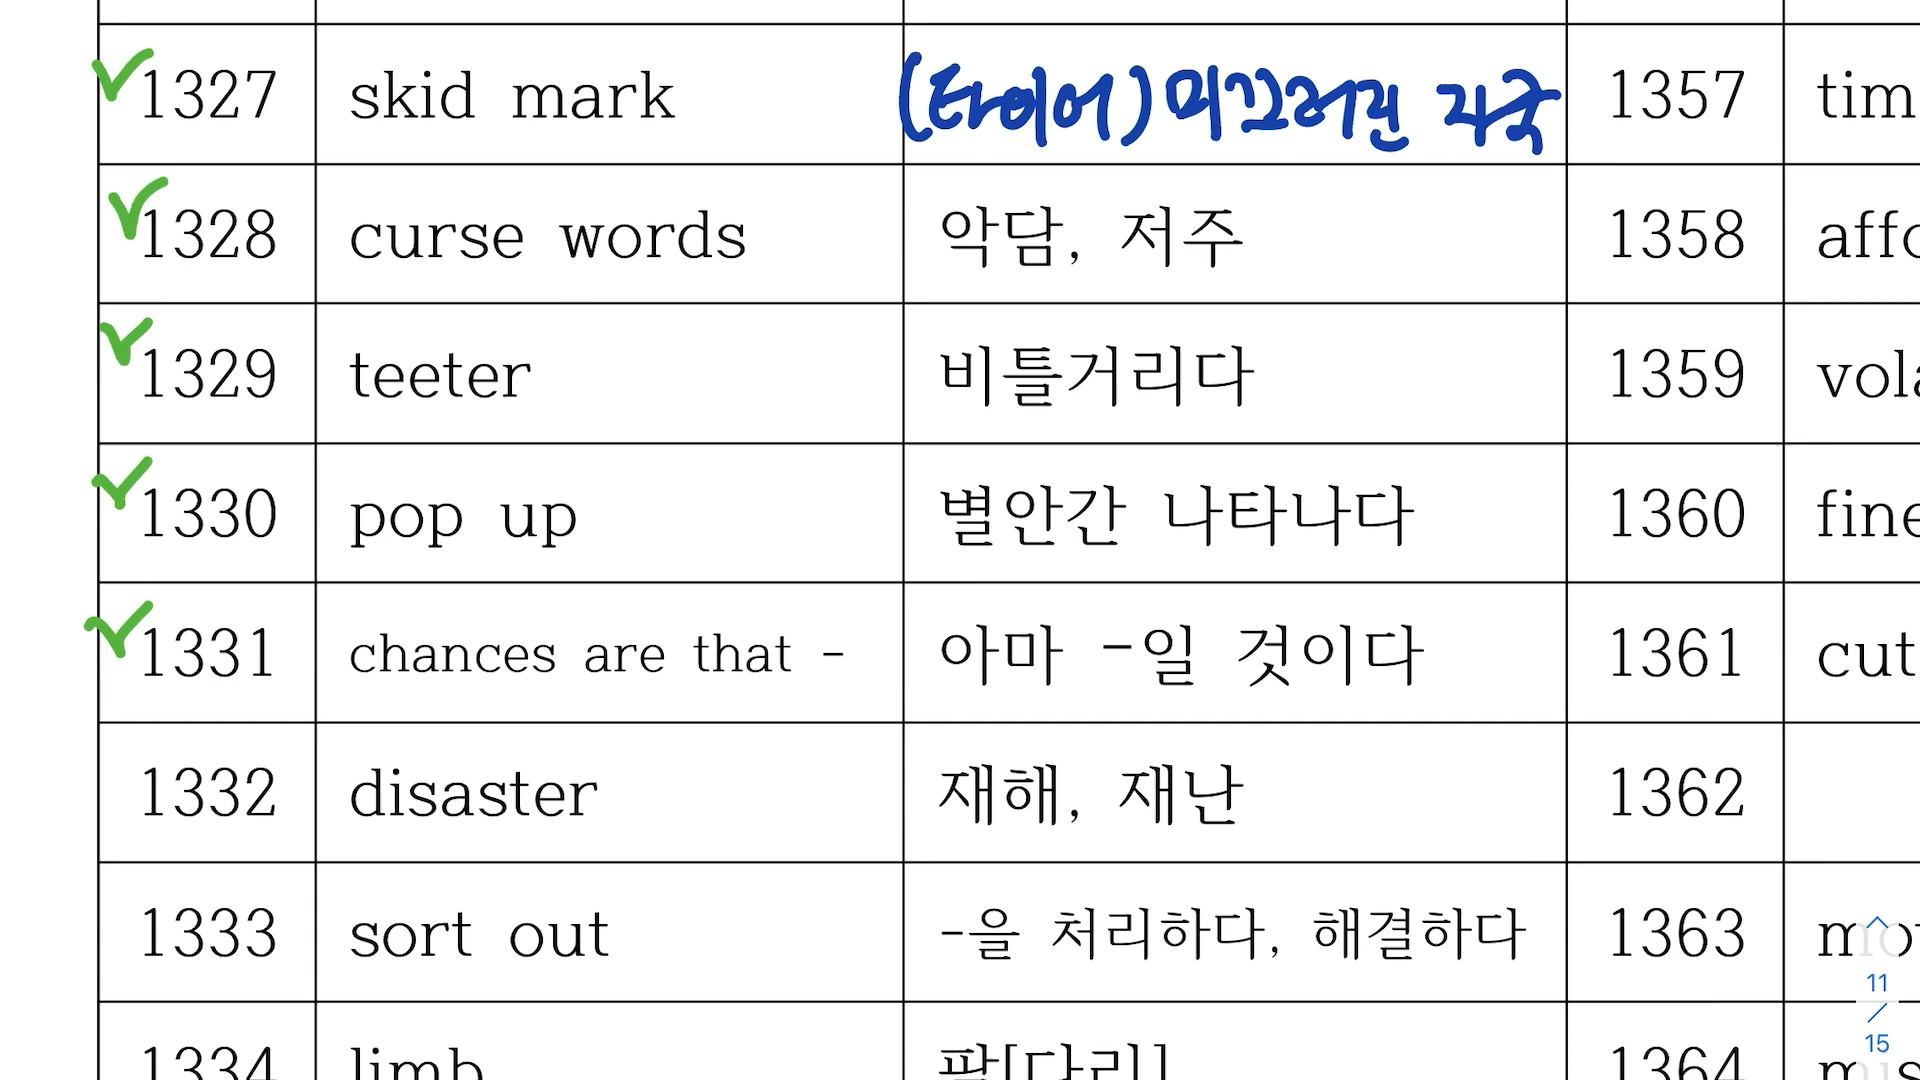 1327 skid mark (타이어) 미끄러진 자국 1357
1328 curse words 악담, 저주 1358
1329 teeter 비틀거리다 1359
1330 pop up 별안간 나타나다 1360
1331 chances are that - 아마 -일 것이다 1361 cut
1332 disaster 재해, 재난 1362
1333 sort out -을 처리하다, 해결하다 1363
11
/
15
1334 limb 팔[다리] 1364